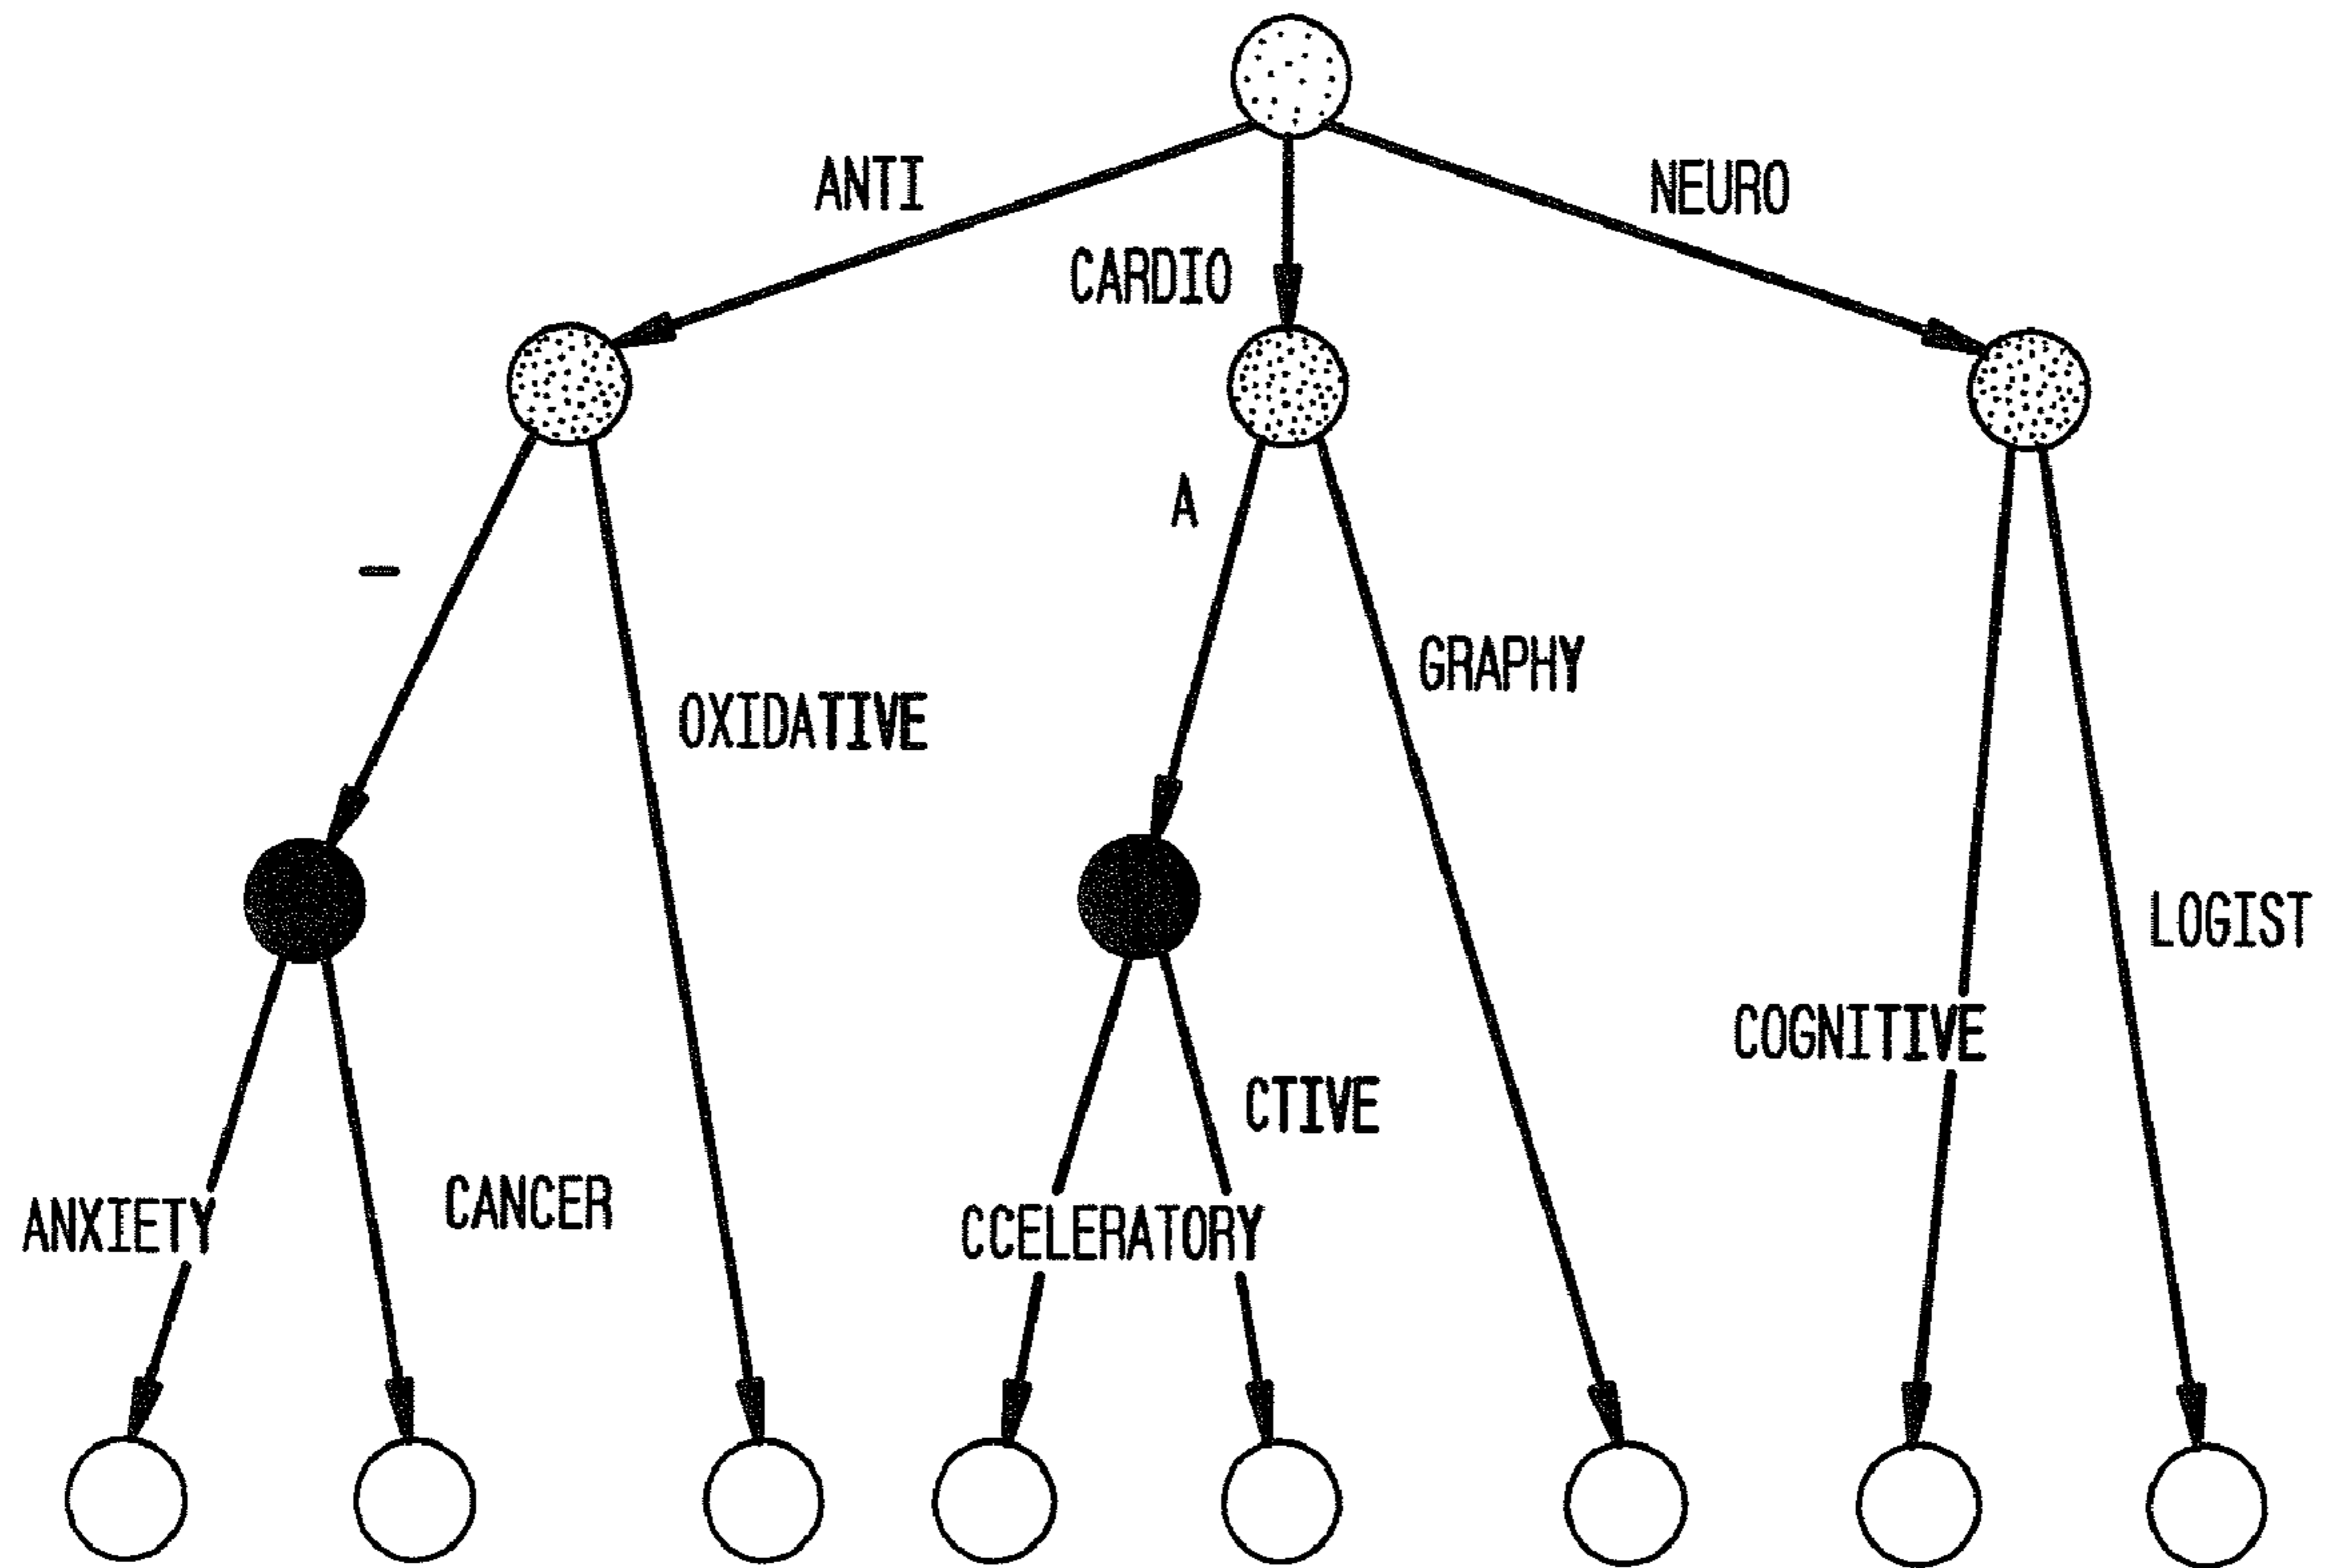 ANTI
NEURO
CARDIO
A
-
GRAPHY
OXIDATIVE
LOGIST
COGNITIVE
CTIVE
CANCER
ANXIETY
CCELERATORY